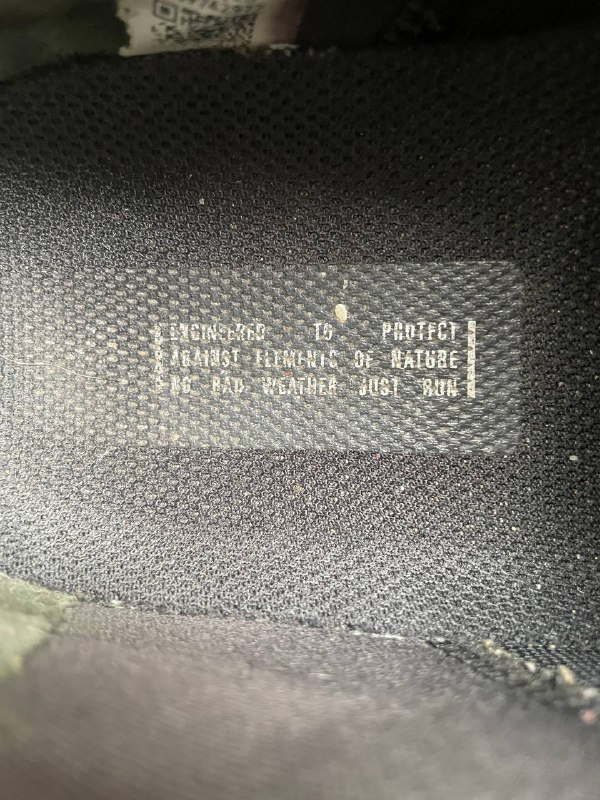 ENGINEERED TO PROTECT
AGAINST ELEMENTS OF NATURE
NO BAD WEATHER JUST RUN